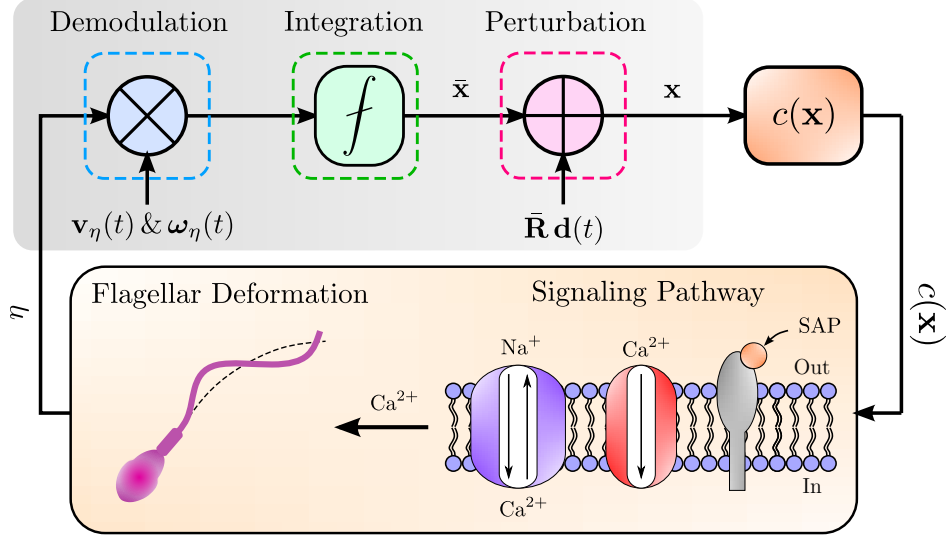 Demodulation
Integration
Perturbation
∫
x̄
x
c(x)
v_η(t) & ω_η(t)
R̄ d(t)
η
c(x)
Flagellar Deformation
Signaling Pathway
SAP
Na⁺
Ca²⁺
Out
Ca²⁺
In
Ca²⁺